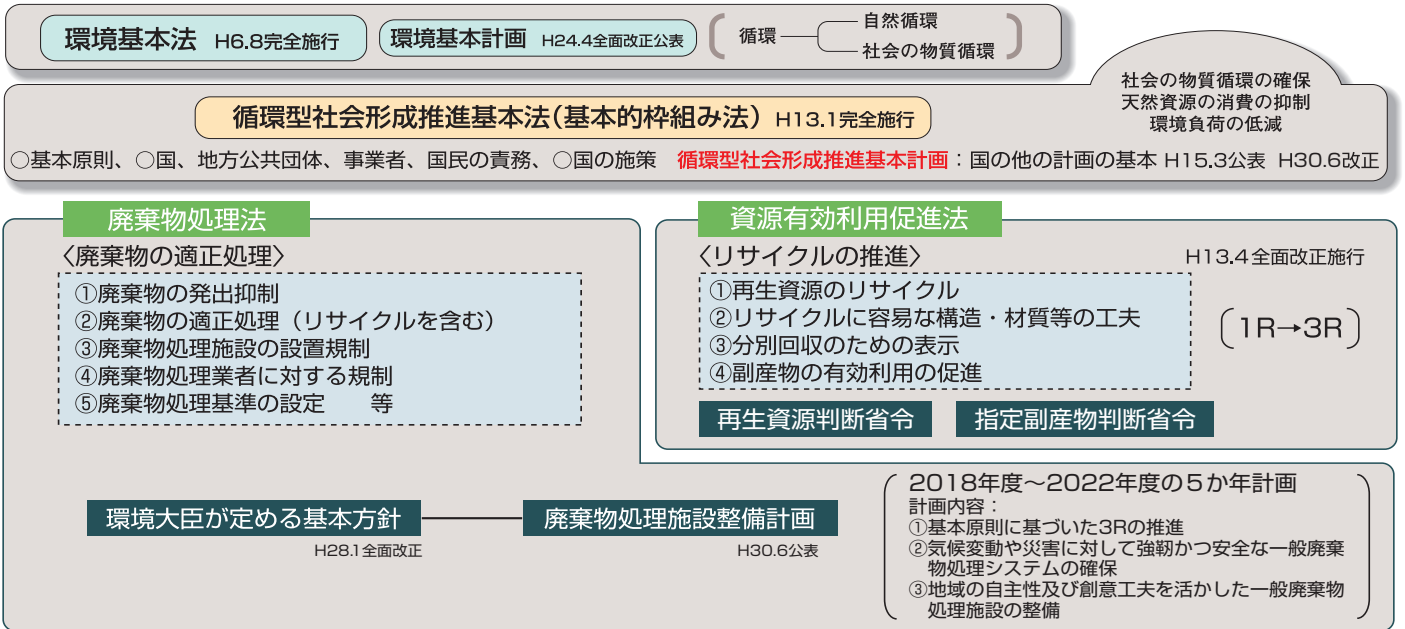 環境基本法 H6.8完全施行
環境基本計画 H24.4全面改正公表
循環
自然循環
社会の物質循環
社会の物質循環の確保
天然資源の消費の抑制
環境負荷の低減
循環型社会形成推進基本法(基本的枠組み法) H13.1完全施行
○基本原則、○国、地方公共団体、事業者、国民の責務、○国の施策 循環型社会形成推進基本計画:国の他の計画の基本 H15.3公表 H30.6改正
廃棄物処理法
〈廃棄物の適正処理〉
①廃棄物の発出抑制
②廃棄物の適正処理(リサイクルを含む)
③廃棄物処理施設の設置規制
④廃棄物処理業者に対する規制
⑤廃棄物処理基準の設定 等
資源有効利用促進法
〈リサイクルの推進〉
H13.4全面改正施行
①再生資源のリサイクル
②リサイクルに容易な構造・材質等の工夫
③分別回収のための表示
④副産物の有効利用の促進
(1R→3R)
再生資源判断省令
指定副産物判断省令
環境大臣が定める基本方針
H28.1全面改正
廃棄物処理施設整備計画
H30.6公表
2018年度～2022年度の5か年計画
計画内容:
①基本原則に基づいた3Rの推進
②気候変動や災害に対して強靭かつ安全な一般廃棄
物処理システムの確保
③地域の自主性及び創意工夫を活かした一般廃棄物
処理施設の整備